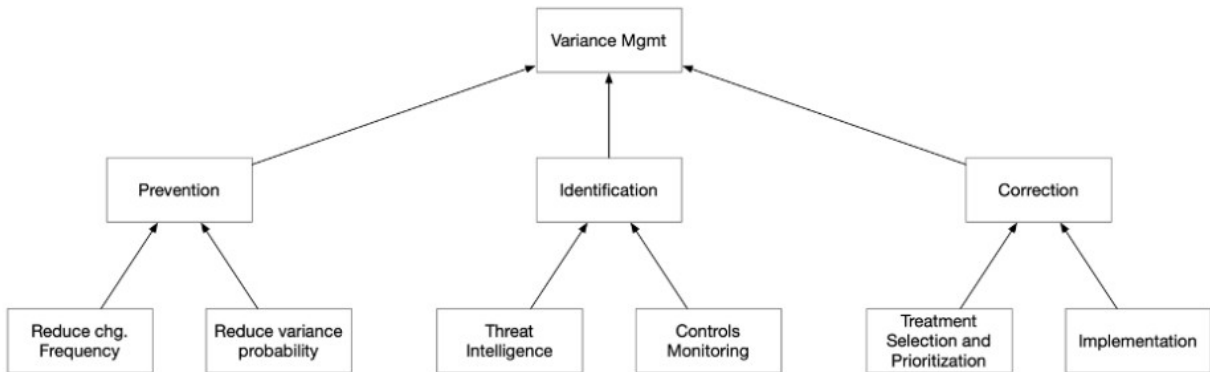 Variance Mgmt
Prevention
Identification
Correction
Reduce chg.
Frequency
Reduce variance
probability
Threat
Intelligence
Controls
Monitoring
Treatment
Selection and
Prioritization
Implementation